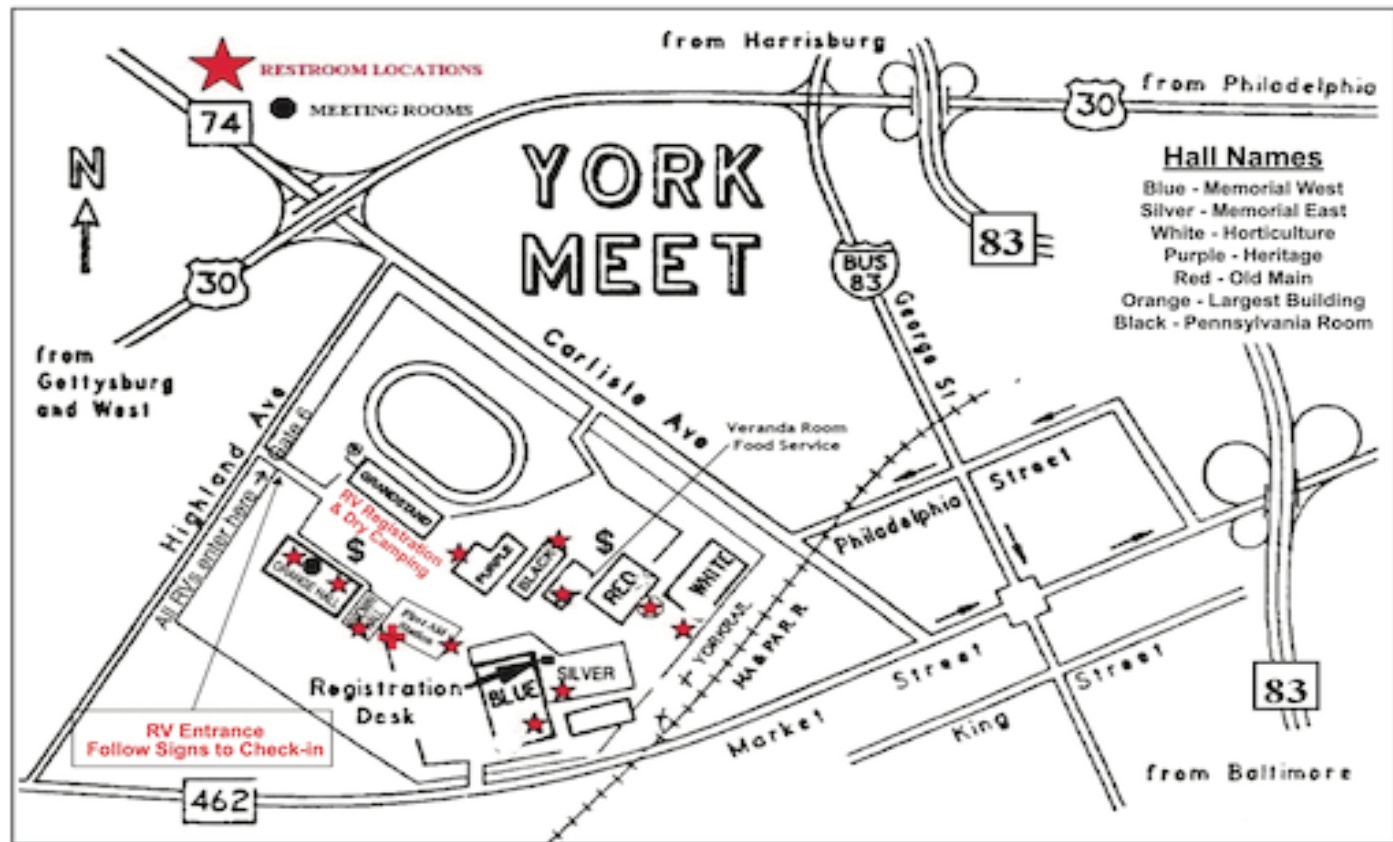 RESTROOM LOCATIONS
MEETING ROOMS
from Harrisburg
from Philadelphia
74
30
N
YORK
MEET
Hall Names
Blue - Memorial West
Silver - Memorial East
White - Horticulture
Purple - Heritage
Red - Old Main
Orange - Largest Building
Black - Pennsylvania Room
83
BUS
83
30
from
Gettysburg
and West
Carlisle Ave
George St
Highland Ave
Gate 6
All RV's enter here
Veranda Room
Food Service
GRANDSTAND
RV Registration
& Dry Camping
$
$
PURPLE
BLACK
RED
WHITE
ORANGE HALL
First Aid
Station
Philadelphia Street
YORKRAIL
MA & PA R. R.
SILVER
BLUE
Registration
Desk
RV Entrance
Follow Signs to Check-in
Market Street
King Street
83
462
from Baltimore